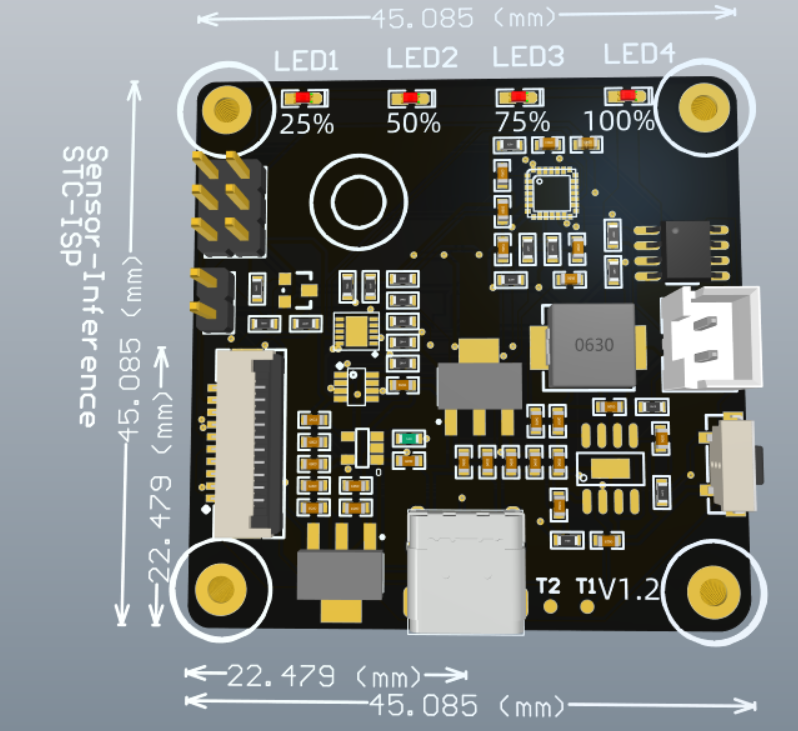 45.085 (mm)
LED1 LED2 LED3 LED4
25% 50% 75% 100%
Sensor-Inference
STC-ISp
45.085 (mm)
22.479 (mm)
0630
T2 T1 V1.2
22.479 (mm)
45.085 (mm)